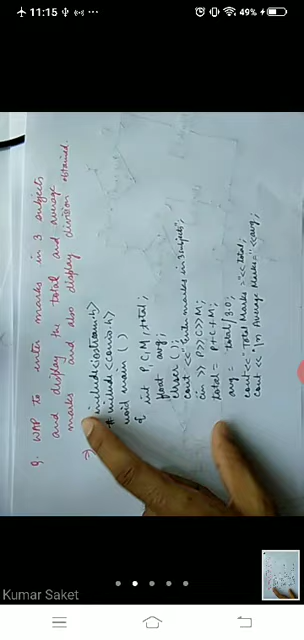 11:15
49%
9. WAP to enter marks in 3 subjects
and display the total and average
marks and also display division obtained.
⇒ # include<iostream.h>
# include <conio.h>
void main ( )
{ int P, C, M, total;
float avg;
clrscr ( );
cout << "Enter marks in 3 subjects";
cin >> P >> C >> M;
total = P + C + M;
avg = total / 3.0;
cout << "Total Marks = "<<total;
cout << "\n Average Marks = "<<avg;
Kumar Saket